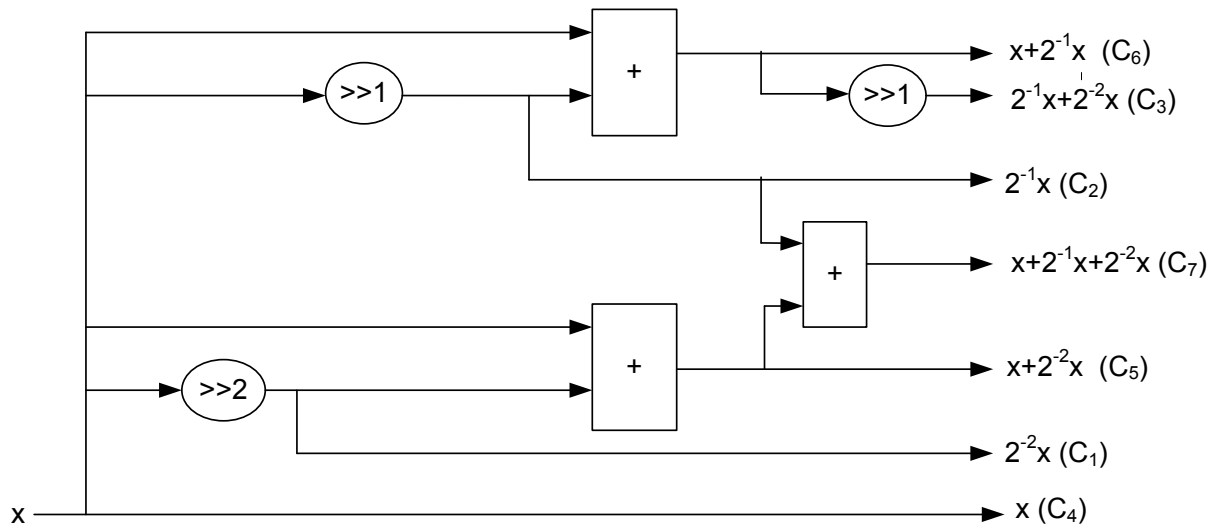 x+2⁻¹x (C₆)
+
>>1
>>1
2⁻¹x+2⁻²x (C₃)
2⁻¹x (C₂)
x+2⁻¹x+2⁻²x (C₇)
+
+
x+2⁻²x (C₅)
>>2
2⁻²x (C₁)
x
x (C₄)